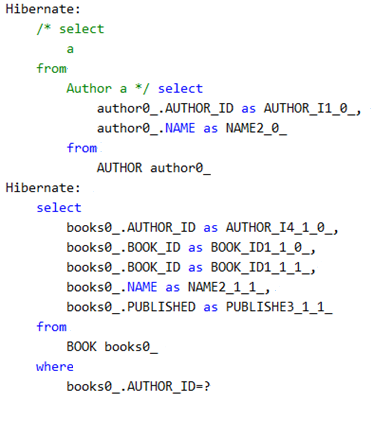 Hibernate:
/* select
a
from
Author a */ select
author0_.AUTHOR_ID as AUTHOR_I1_0_,
author0_.NAME as NAME2_0_
from
AUTHOR author0_
Hibernate:
select
books0_.AUTHOR_ID as AUTHOR_I4_1_0_,
books0_.BOOK_ID as BOOK_ID1_1_0_,
books0_.BOOK_ID as BOOK_ID1_1_1_,
books0_.NAME as NAME2_1_1_,
books0_.PUBLISHED as PUBLISHE3_1_1_
from
BOOK books0_
where
books0_.AUTHOR_ID=?